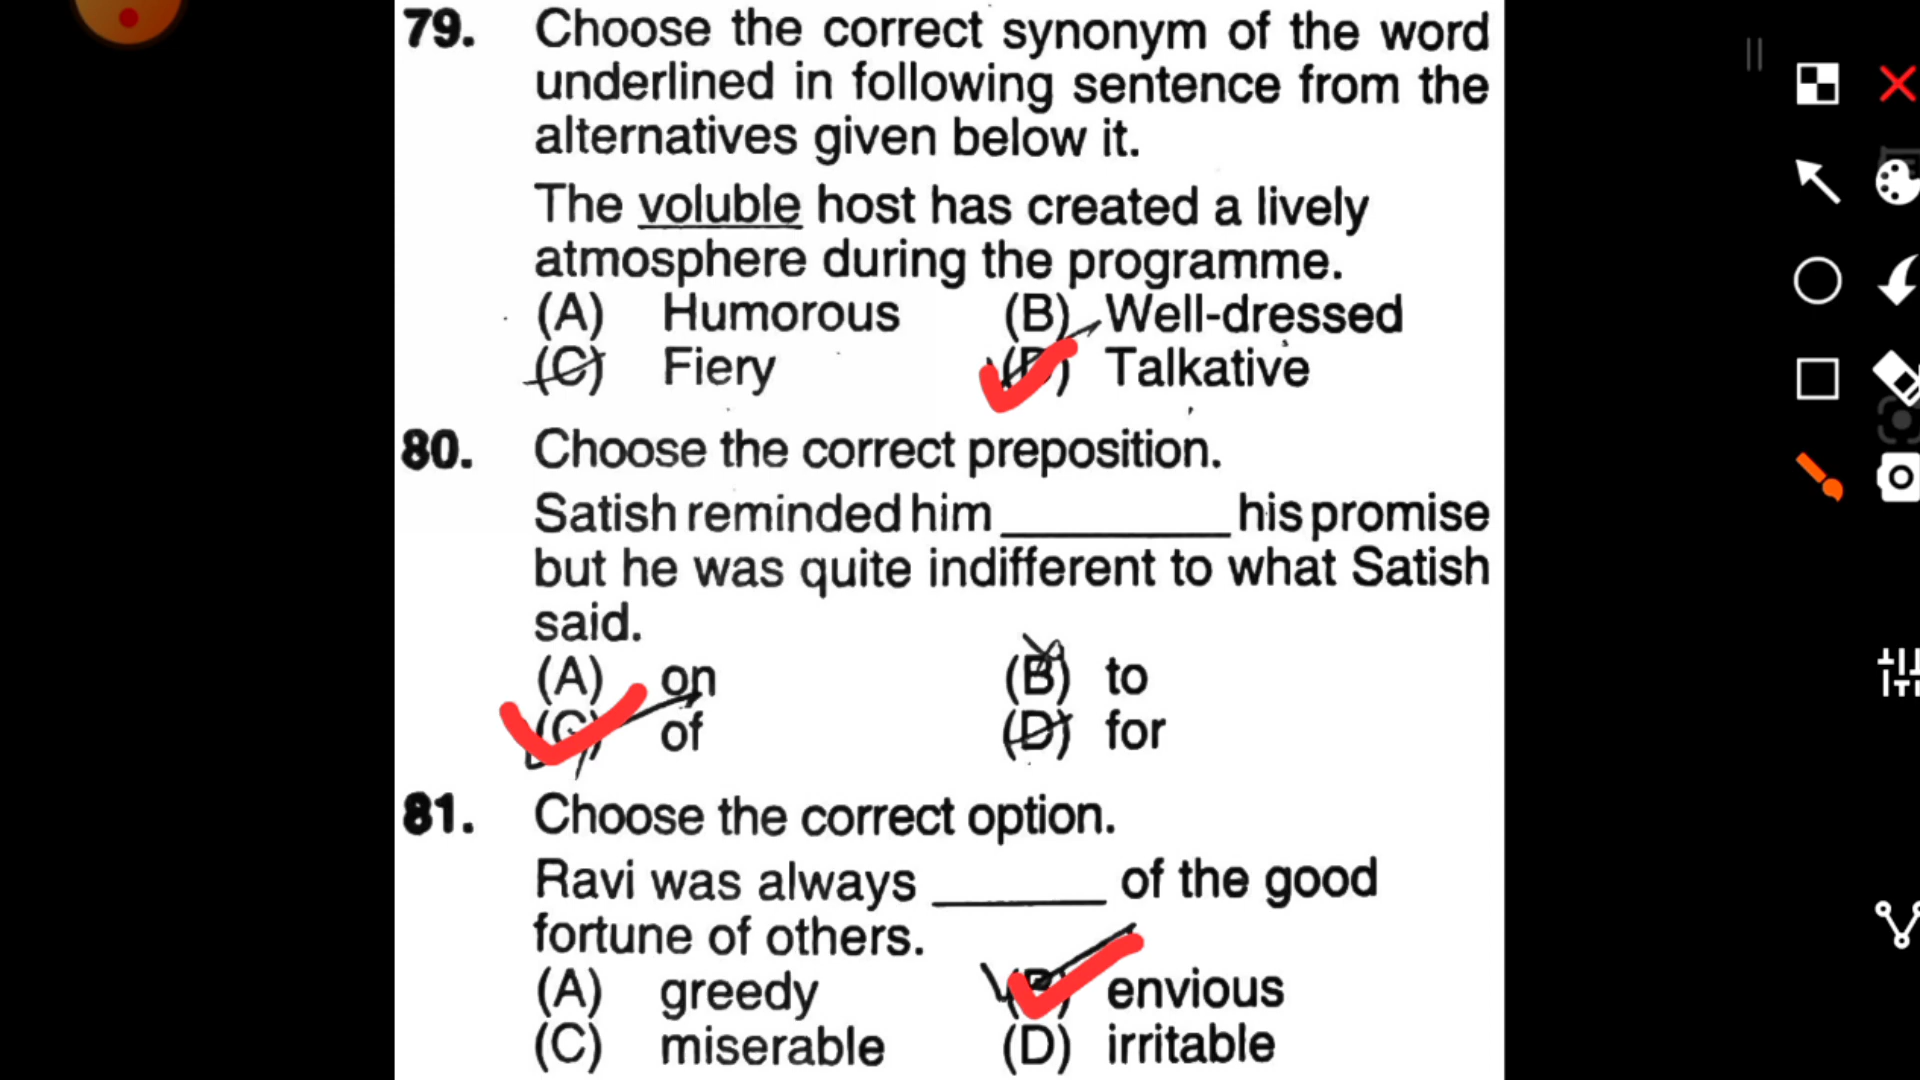 79. Choose the correct synonym of the word
underlined in following sentence from the
alternatives given below it.
The voluble host has created a lively
atmosphere during the programme.
(A) Humorous (B) Well-dressed
(C) Fiery (D) Talkative
80. Choose the correct preposition.
Satish reminded him ________ his promise
but he was quite indifferent to what Satish
said.
(A) on (B) to
(C) of (D) for
81. Choose the correct option.
Ravi was always ________ of the good
fortune of others.
(A) greedy (B) envious
(C) miserable (D) irritable